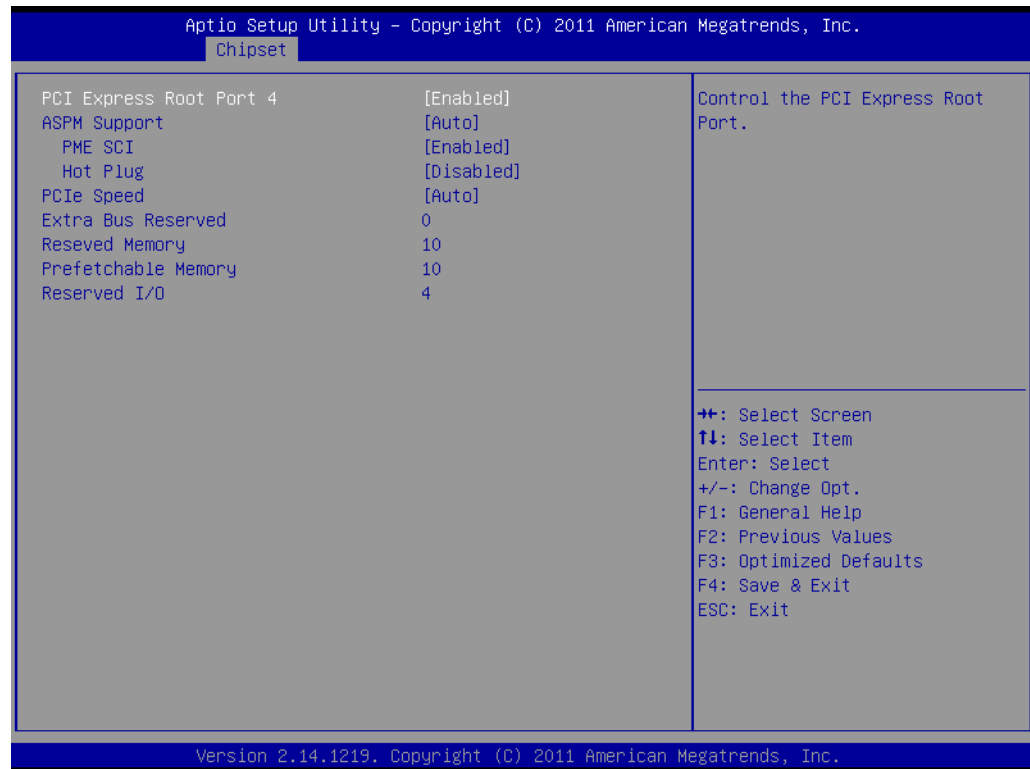 Aptio Setup Utility – Copyright (C) 2011 American Megatrends, Inc.
Chipset
PCI Express Root Port 4 [Enabled]
ASPM Support [Auto]
PME SCI [Enabled]
Hot Plug [Disabled]
PCIe Speed [Auto]
Extra Bus Reserved 0
Reseved Memory 10
Prefetchable Memory 10
Reserved I/O 4
Control the PCI Express Root
Port.
→←: Select Screen
↑↓: Select Item
Enter: Select
+/-: Change Opt.
F1: General Help
F2: Previous Values
F3: Optimized Defaults
F4: Save & Exit
ESC: Exit
Version 2.14.1219. Copyright (C) 2011 American Megatrends, Inc.